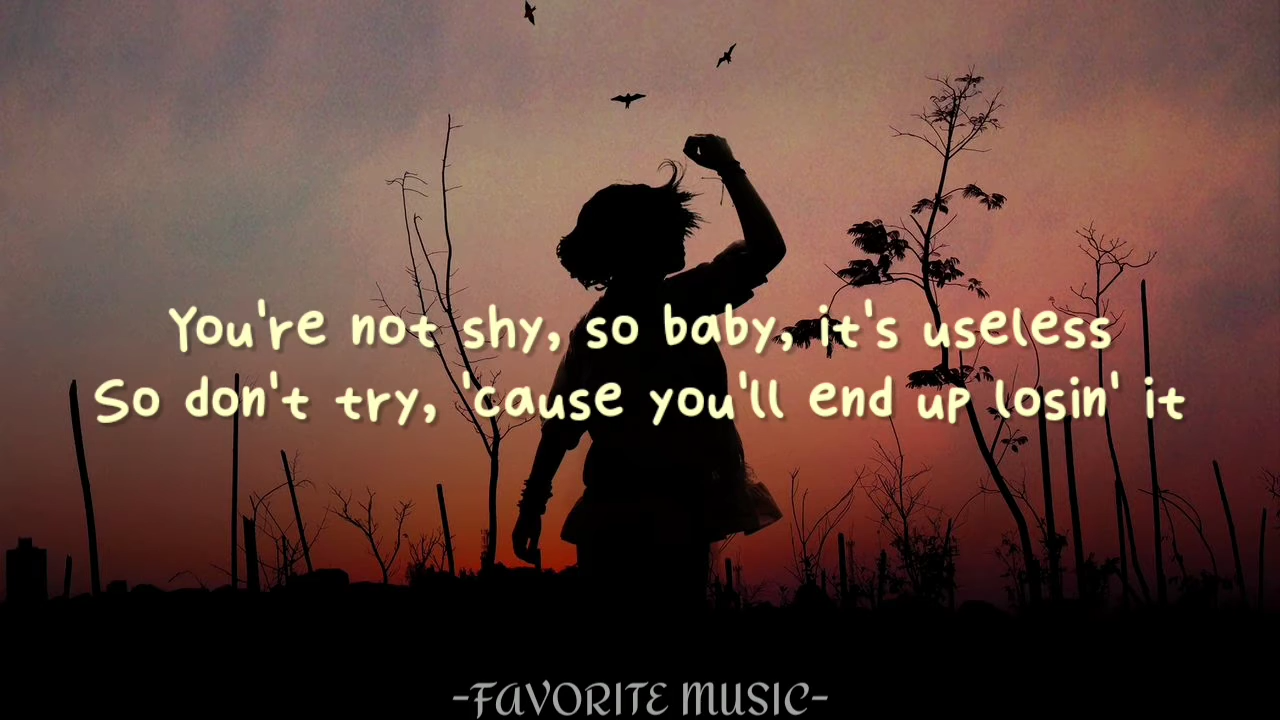 You're not shy, so baby, it's useless
So don't try, 'cause you'll end up losin' it
-FAVORITE MUSIC-